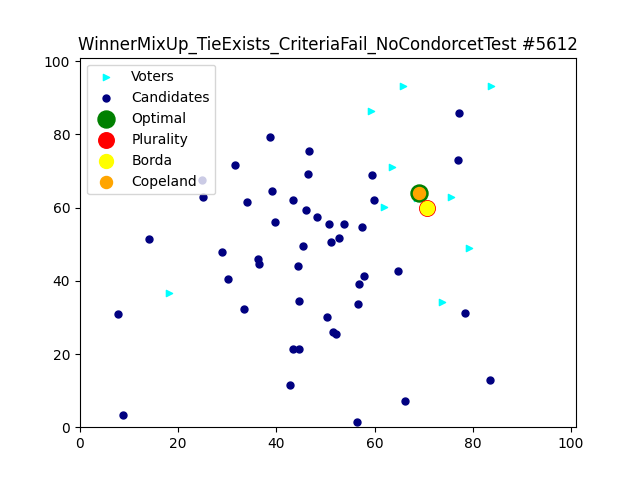 WinnerMixUp_TieExists_CriteriaFail_NoCondorcetTest #5612
Voters
Candidates
Optimal
Plurality
Borda
Copeland
100
80
60
40
20
0
0 20 40 60 80 100